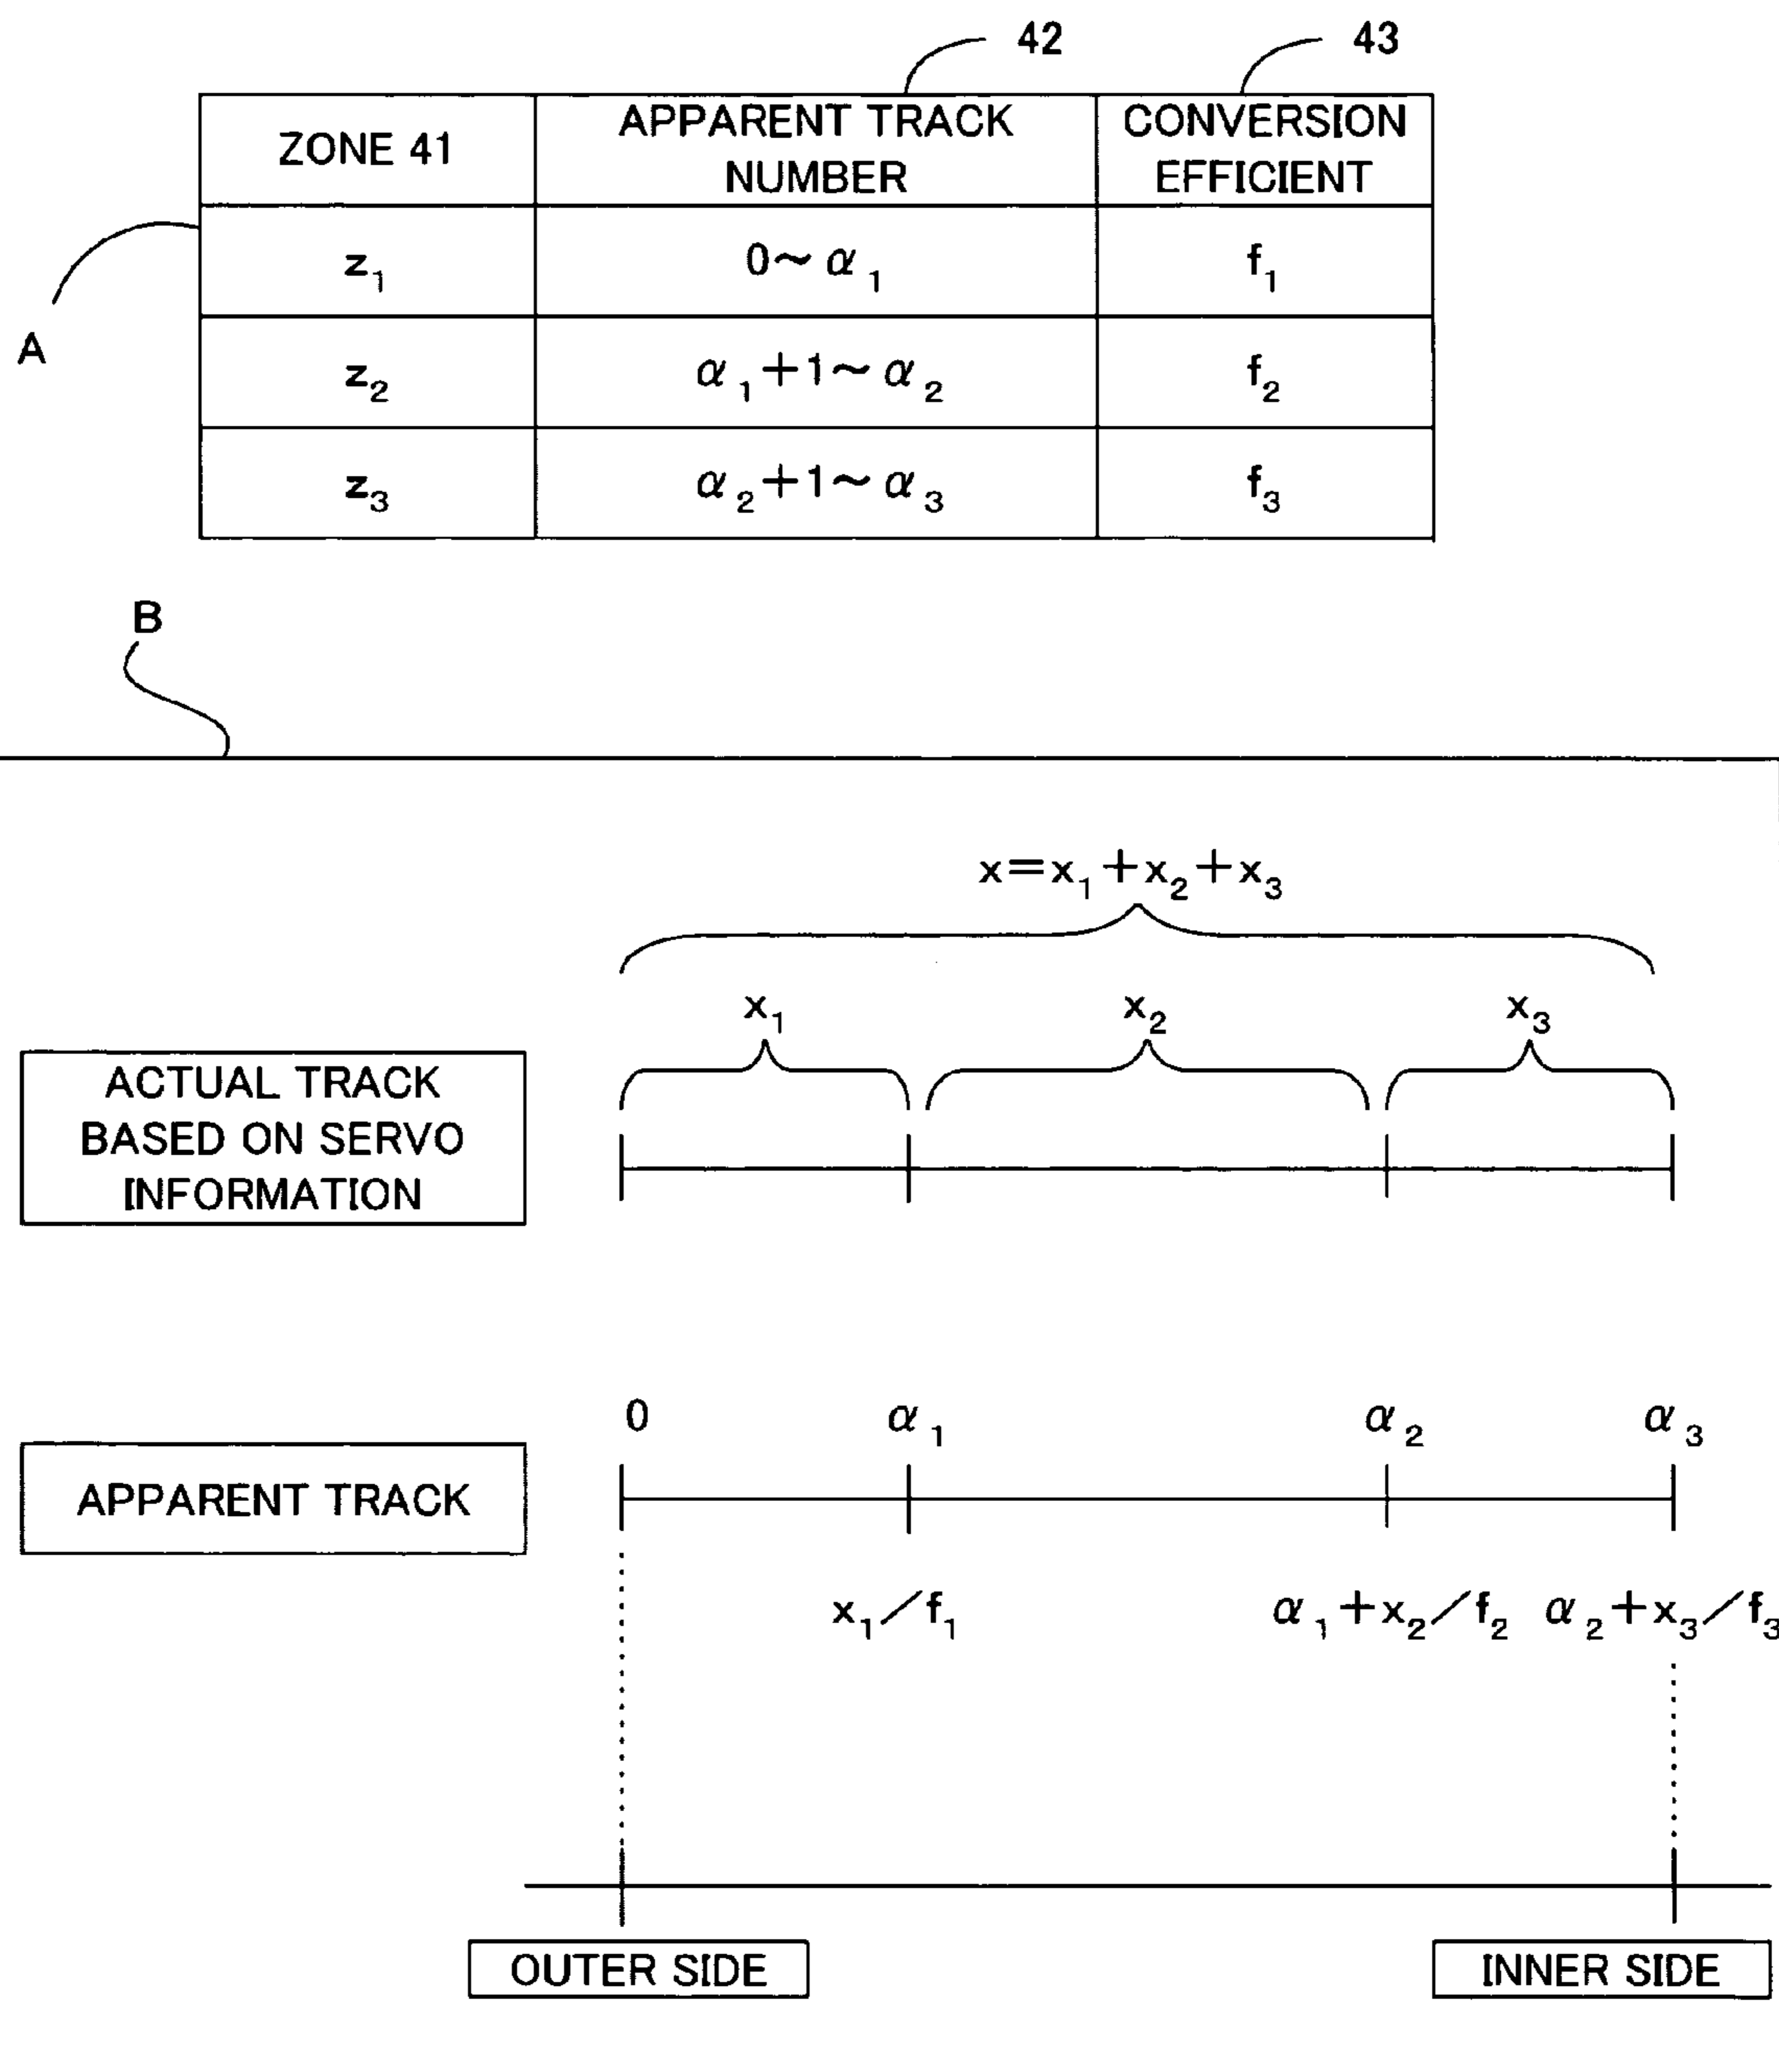 42
43
ZONE 41
APPARENT TRACK
NUMBER
CONVERSION
EFFICIENT
z₁
0~α₁
f₁
A
z₂
α₁+1~α₂
f₂
z₃
α₂+1~α₃
f₃
B
x=x₁+x₂+x₃
x₁
x₂
x₃
ACTUAL TRACK
BASED ON SERVO
INFORMATION
0
α₁
α₂
α₃
APPARENT TRACK
x₁/f₁
α₁+x₂/f₂
α₂+x₃/f₃
OUTER SIDE
INNER SIDE